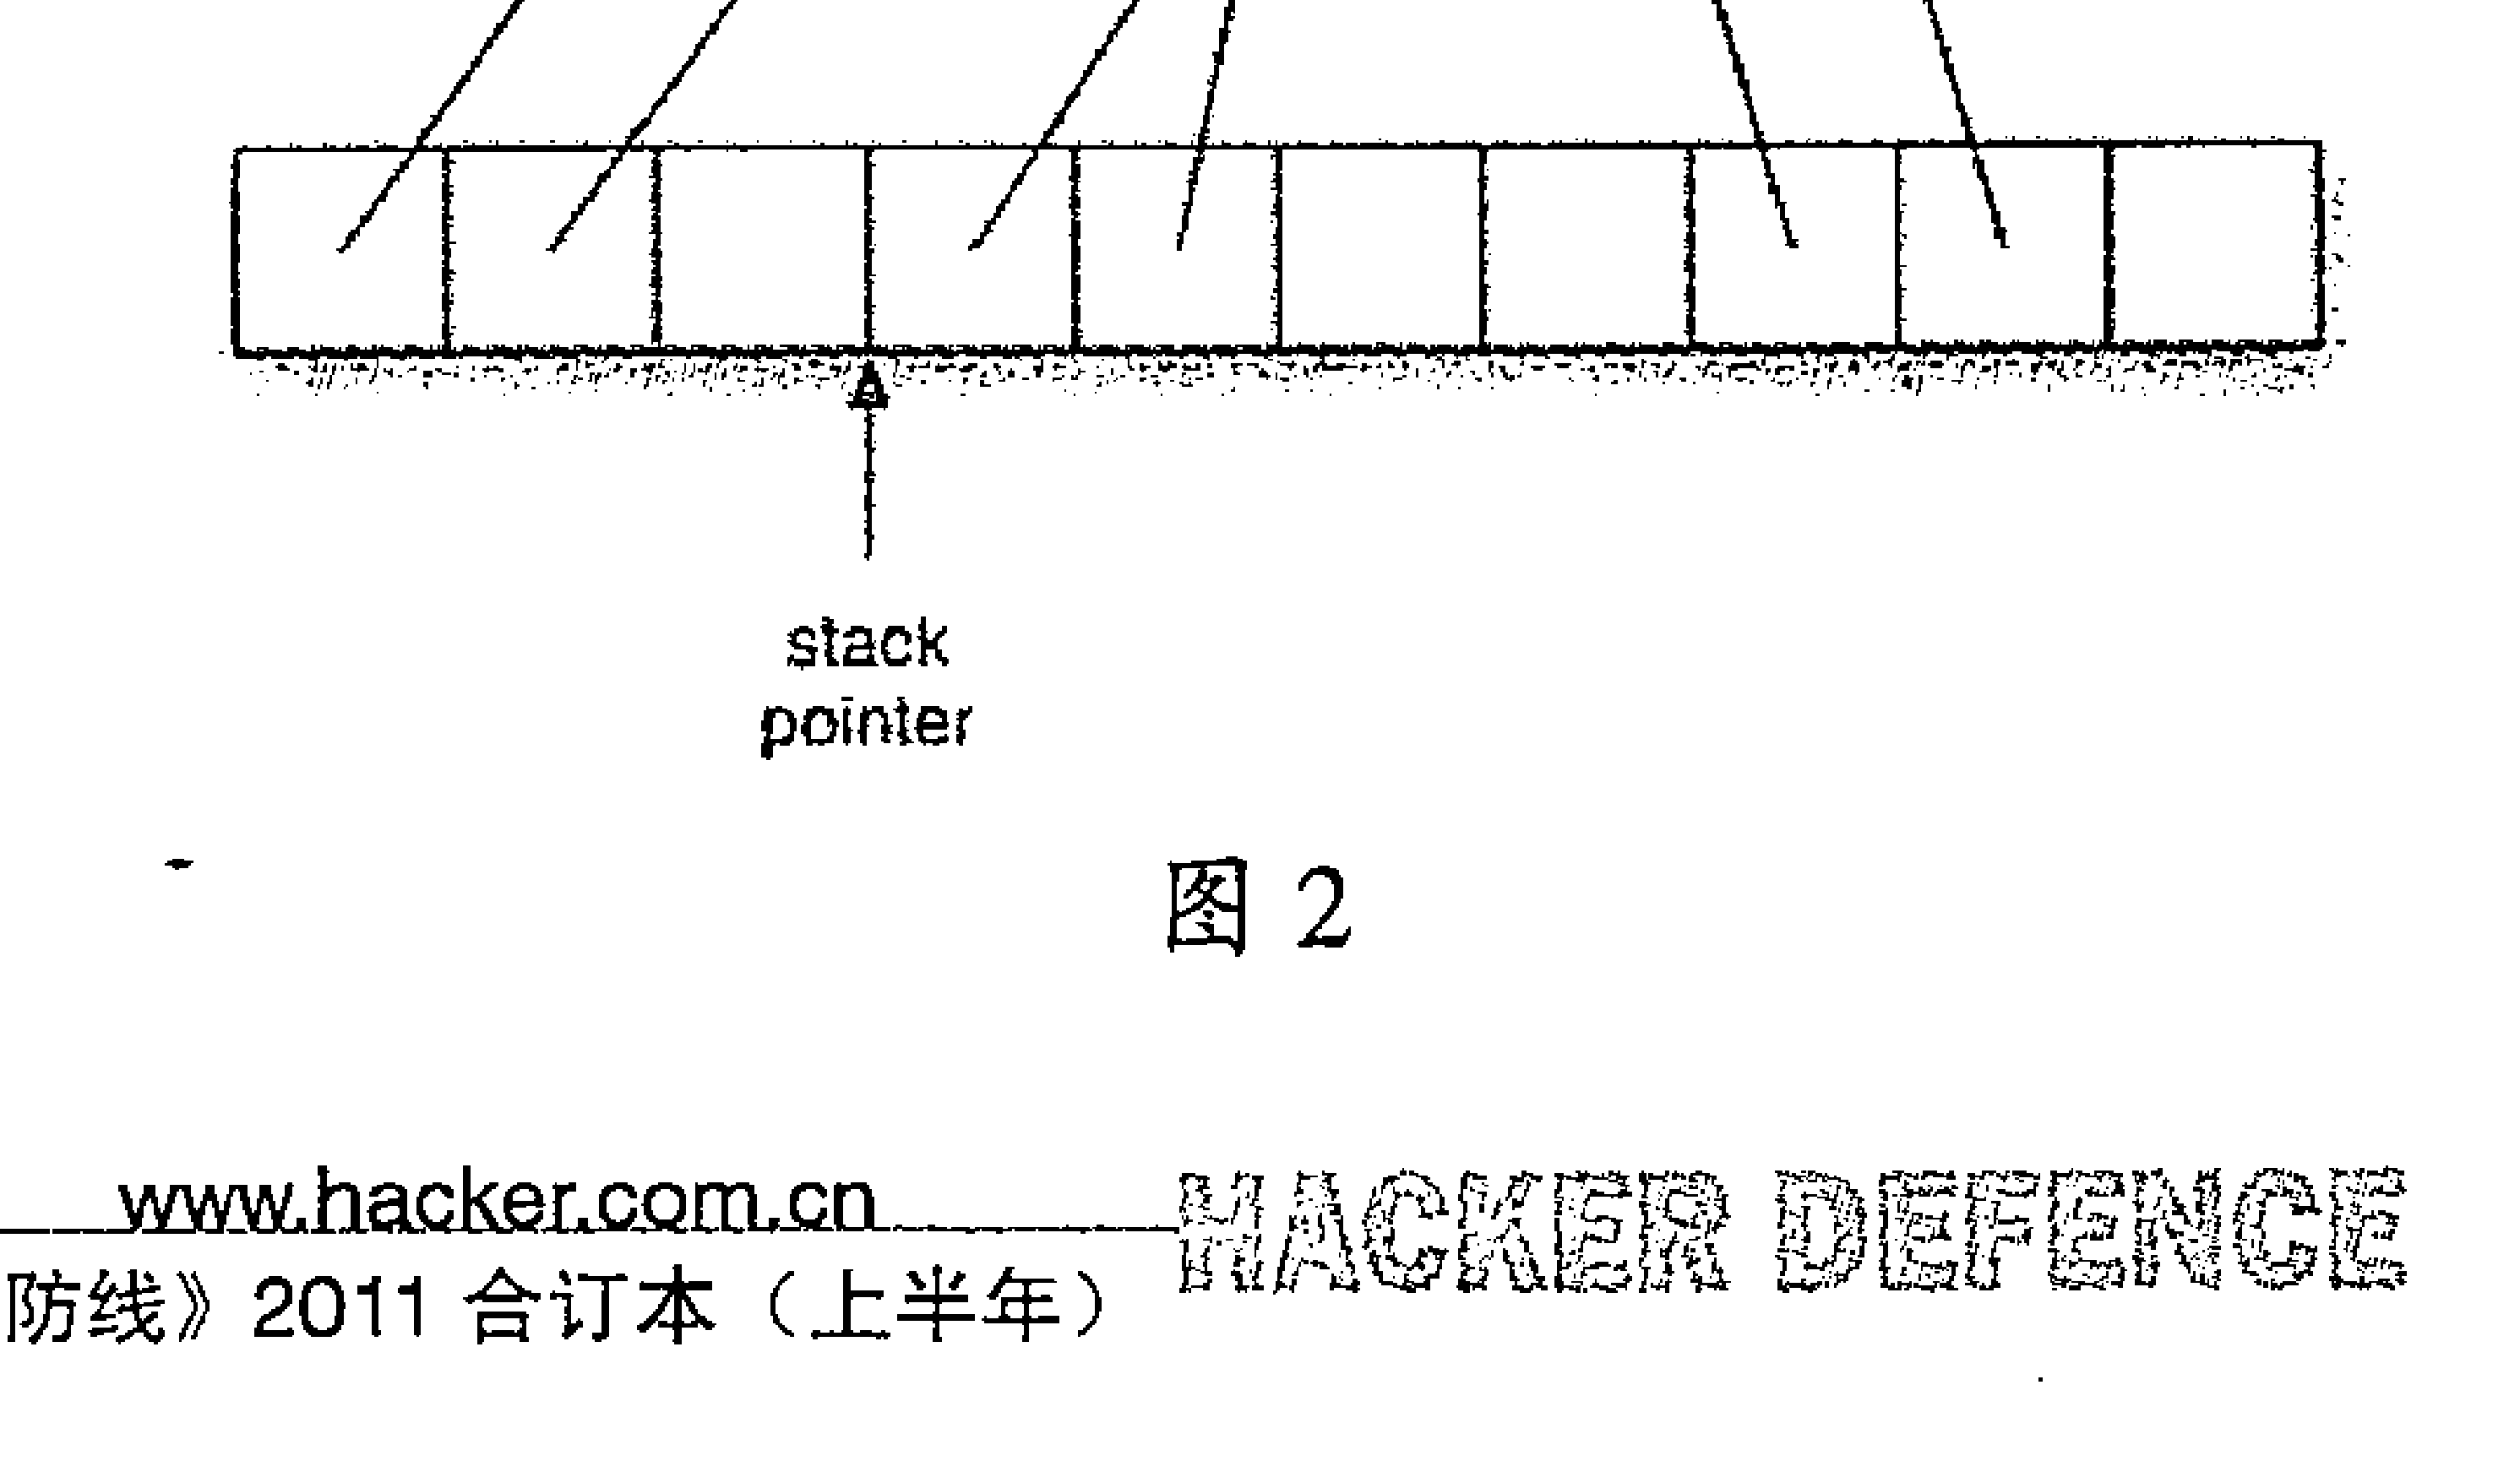 stack
pointer
图 2
www.hacker.com.cn
HACKER DEFENCE
防线》2011 合订本（上半年）